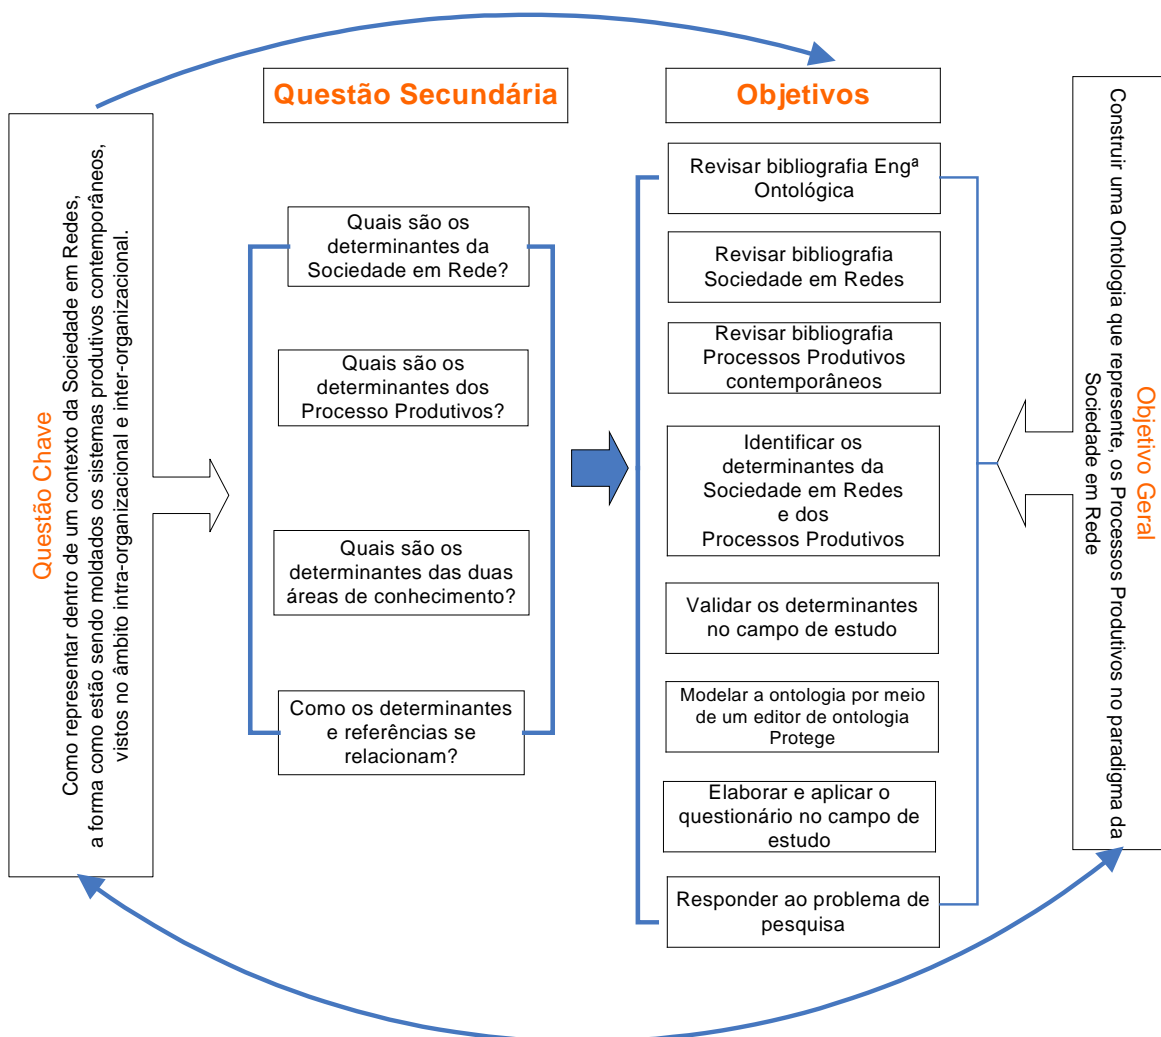 Questão Chave
Como representar dentro de um contexto da Sociedade em Redes,
a forma como estão sendo moldados os sistemas produtivos contemporâneos,
vistos no âmbito intra-organizacional e inter-organizacional.
Questão Secundária
Quais são os
determinantes da
Sociedade em Rede?
Quais são os
determinantes dos
Processo Produtivos?
Quais são os
determinantes das duas
áreas de conhecimento?
Como os determinantes
e referências se
relacionam?
Objetivos
Revisar bibliografia Engª
Ontológica
Revisar bibliografia
Sociedade em Redes
Revisar bibliografia
Processos Produtivos
contemporâneos
Identificar os
determinantes da
Sociedade em Redes
e dos
Processos Produtivos
Validar os determinantes
no campo de estudo
Modelar a ontologia por meio
de um editor de ontologia
Protege
Elaborar e aplicar o
questionário no campo de
estudo
Responder ao problema de
pesquisa
Objetivo Geral
Construir uma Ontologia que represente, os Processos Produtivos no paradigma da
Sociedade em Rede